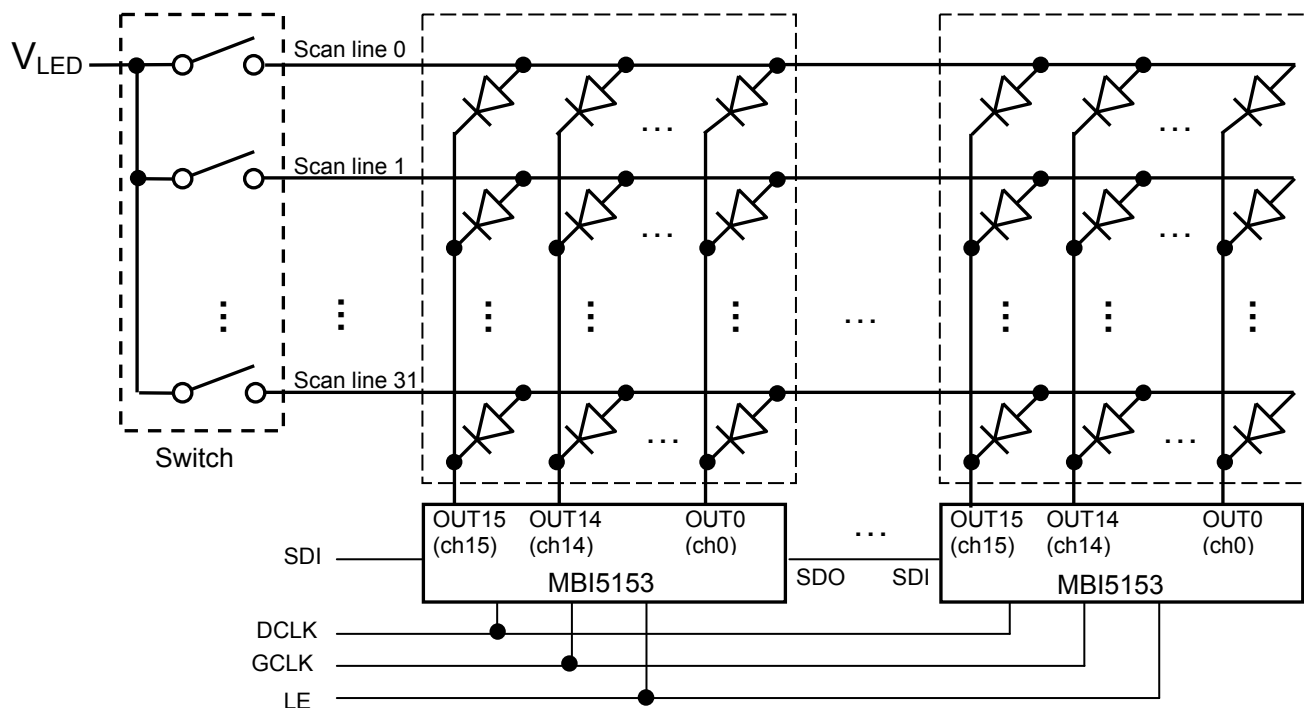 Scan line 0
VLED
Scan line 1
...
...
...
...
Scan line 31
...
...
Switch
OUT15 OUT14 OUT0 OUT15 OUT14 OUT0
(ch15) (ch14) (ch0) ... (ch15) (ch14) (ch0)
SDI
SDO SDI
MBI5153 MBI5153
DCLK
GCLK
LE